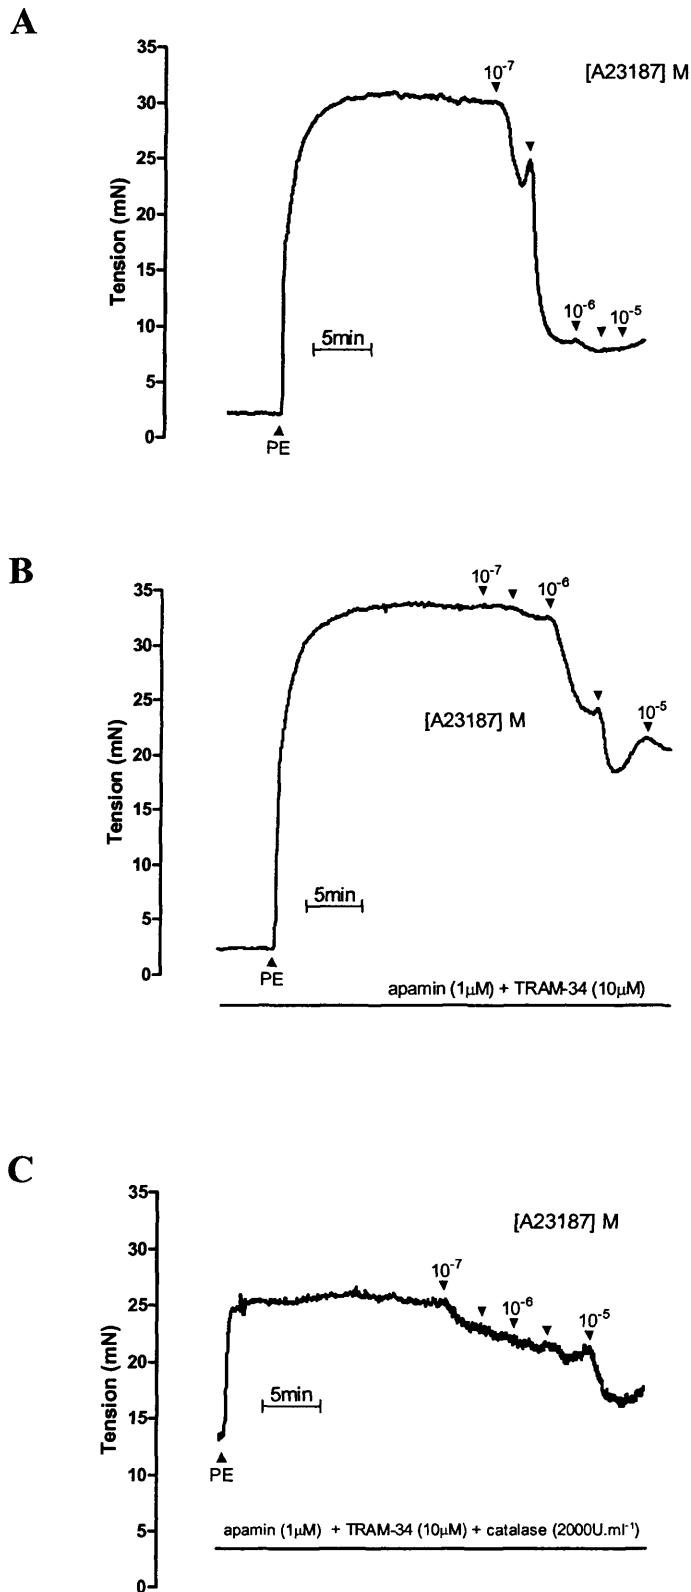 A
35
10⁻⁷
[A23187] M
30
25
20
15
10
5
0
Tension (mN)
10⁻⁶
10⁻⁵
5min
PE
B
35
10⁻⁷
10⁻⁶
30
25
[A23187] M
10⁻⁵
20
15
10
5
0
Tension (mN)
5min
PE
apamin (1µM) + TRAM-34 (10µM)
C
35
[A23187] M
30
10⁻⁷
25
10⁻⁶
10⁻⁵
20
15
10
5
0
Tension (mN)
5min
PE
apamin (1µM) + TRAM-34 (10µM) + catalase (2000U.ml⁻¹)